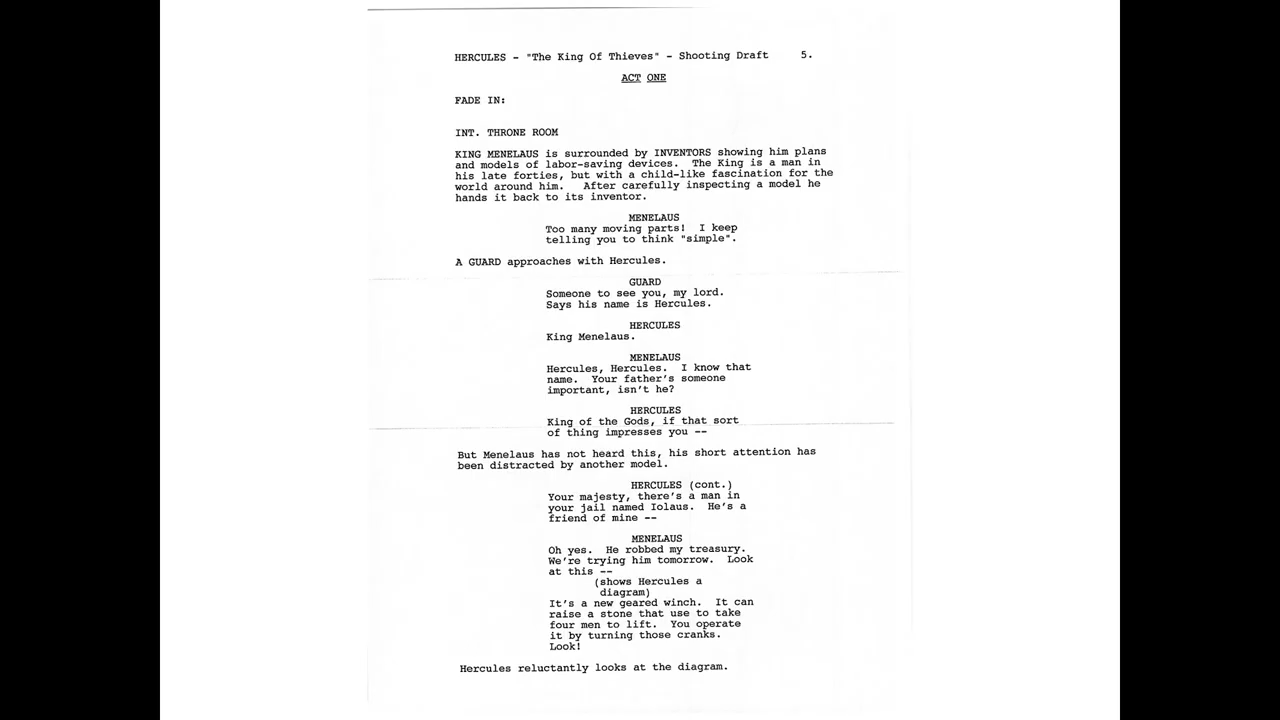 HERCULES - "The King Of Thieves" - Shooting Draft 5.
ACT ONE
FADE IN:
INT. THRONE ROOM
KING MENELAUS is surrounded by INVENTORS showing him plans
and models of labor-saving devices. The King is a man in
his late forties, but with a child-like fascination for the
world around him. After carefully inspecting a model he
hands it back to its inventor.
MENELAUS
Too many moving parts! I keep
telling you to think "simple".
A GUARD approaches with Hercules.
GUARD
Someone to see you, my lord.
Says his name is Hercules.
HERCULES
King Menelaus.
MENELAUS
Hercules, Hercules. I know that
name. Your father's someone
important, isn't he?
HERCULES
King of the Gods, if that sort
of thing impresses you --
But Menelaus has not heard this, his short attention has
been distracted by another model.
HERCULES (cont.)
Your majesty, there's a man in
your jail named Iolaus. He's a
friend of mine --
MENELAUS
Oh yes. He robbed my treasury.
We're trying him tomorrow. Look
at this --
(shows Hercules a
diagram)
It's a new geared winch. It can
raise a stone that use to take
four men to lift. You operate
it by turning those cranks.
Look!
Hercules reluctantly looks at the diagram.